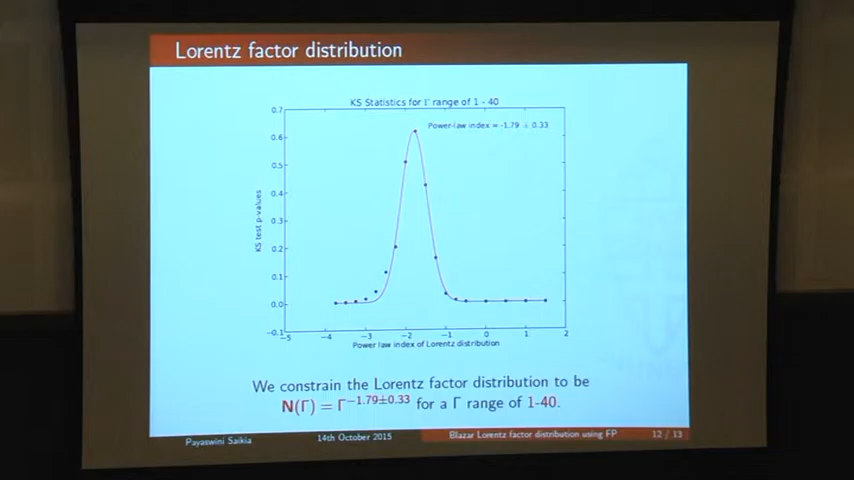 Lorentz factor distribution
KS Statistics for Γ range of 1 - 40
Power-law index = -1.79 ± 0.33
0.7
0.6
0.5
0.4
0.3
0.2
0.1
0.0
-0.1
KS test p-values
-5 -4 -3 -2 -1 0 1 2
Power law index of Lorentz distribution
We constrain the Lorentz factor distribution to be
N(Γ) = Γ^−1.79±0.33 for a Γ range of 1-40.
Payaswini Saikia 14th October 2015 Blazar Lorentz factor distribution using FP 12 / 13